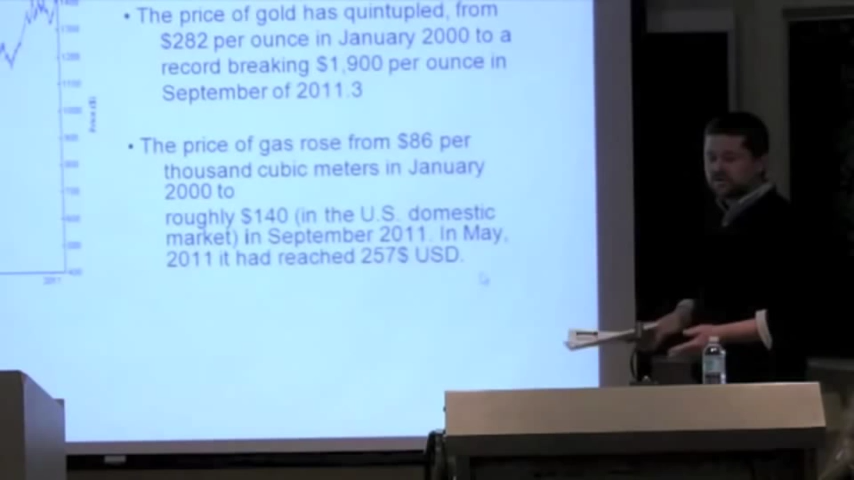 • The price of gold has quintupled, from
$282 per ounce in January 2000 to a
record breaking $1,900 per ounce in
September of 2011.3
• The price of gas rose from $86 per
thousand cubic meters in January
2000 to
roughly $140 (in the U.S. domestic
market) in September 2011. In May,
2011 it had reached 257$ USD.
Price ($)